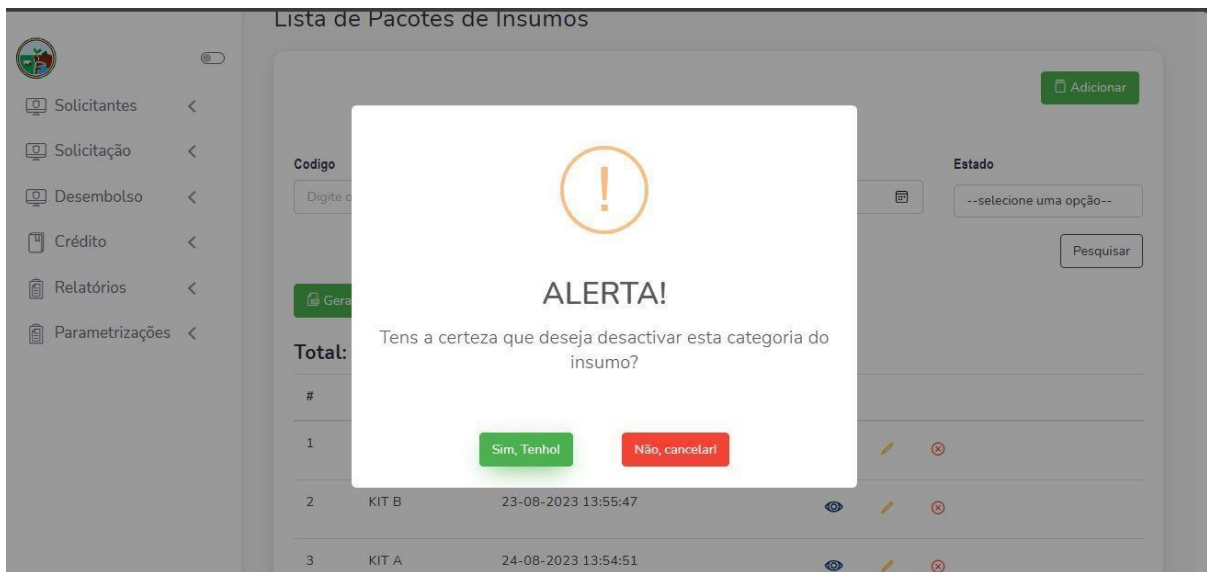 Lista de Pacotes de Insumos
Adicionar
Solicitantes
Solicitação
Desembolso
Crédito
Relatórios
Parametrizações
Codigo
Estado
Digite
--selecione uma opção--
Pesquisar
ALERTA!
Tens a certeza que deseja desactivar esta categoria do
insumo?
Total:
#
1
Sim, Tenho!
Não, cancelar!
2 KIT B 23-08-2023 13:55:47
3 KIT A 24-08-2023 13:54:51